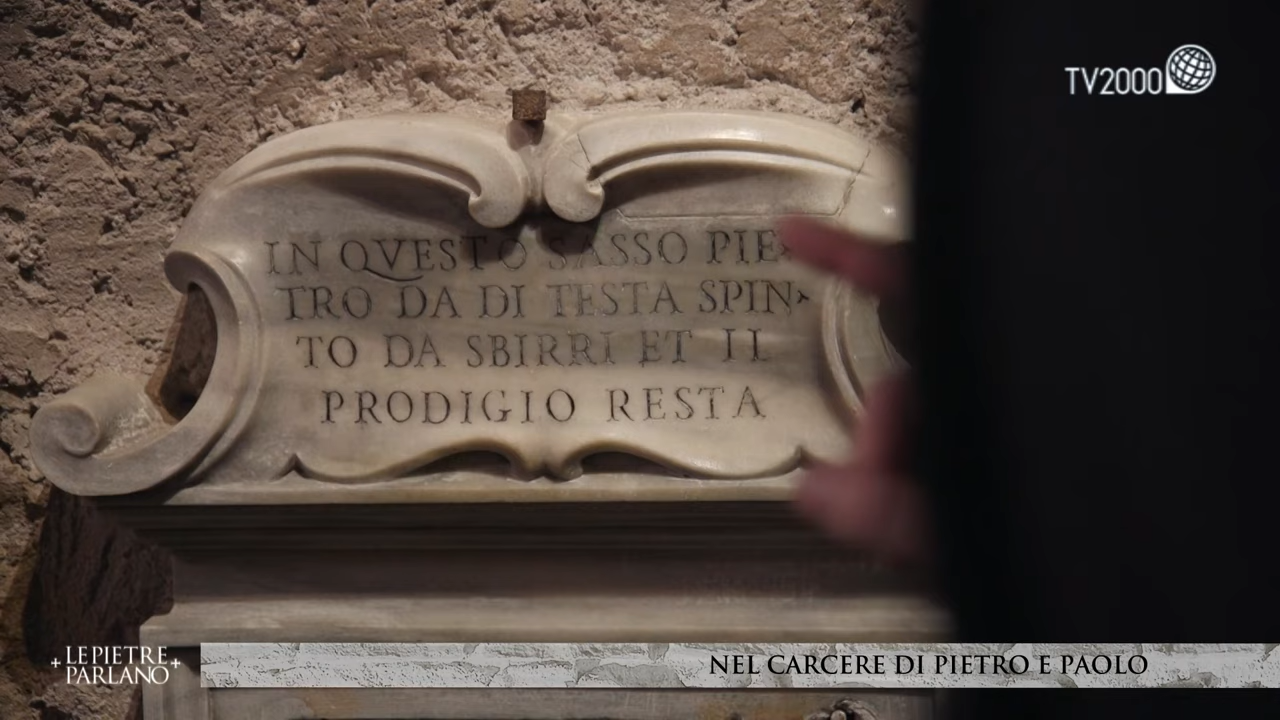 TV2000
IN QVESTO SASSO PIE
TRO DA DI TESTA SPIN
TO DA SBIRRI ET IL
PRODIGIO RESTA
LE PIETRE
PARLANO
NEL CARCERE DI PIETRO E PAOLO